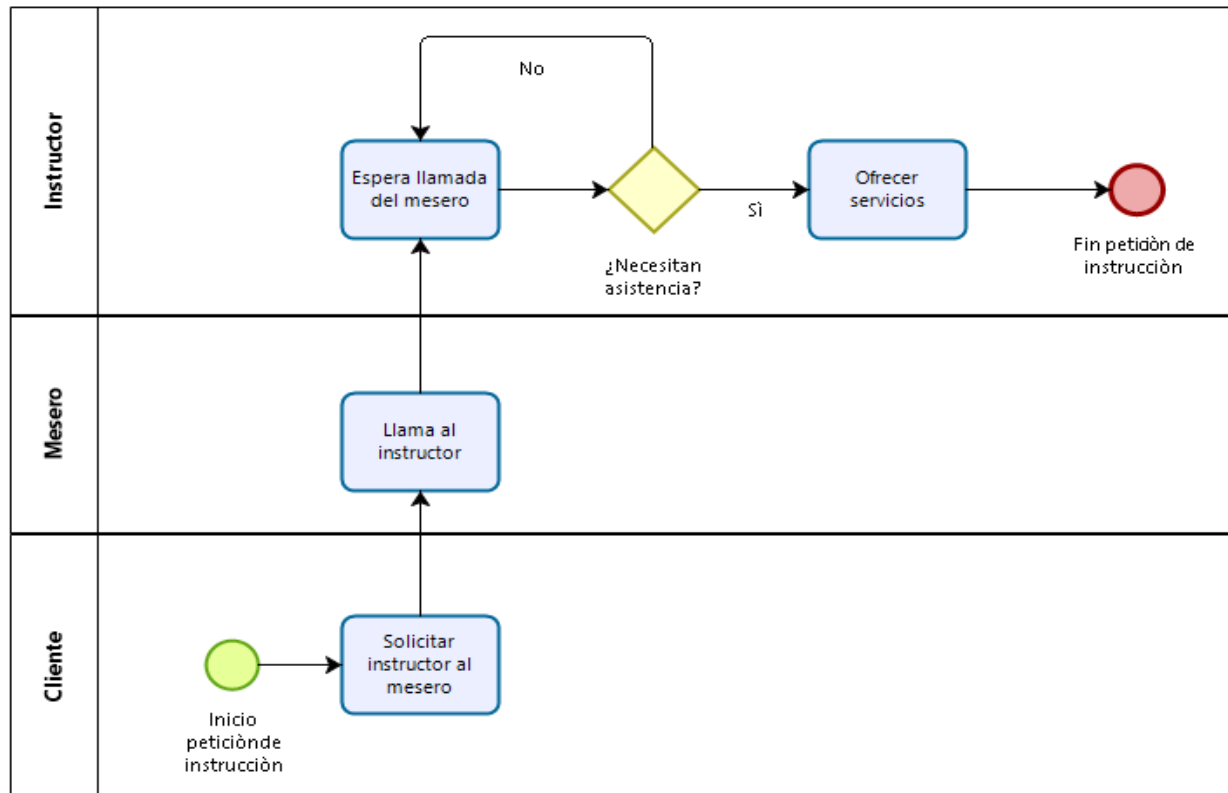 Instructor
No
Espera llamada
del mesero
Sì
¿Necesitan
asistencia?
Ofrecer
servicios
Fin peticiòn de
instrucciòn
Mesero
Llama al
instructor
Cliente
Inicio
peticiònde
instrucciòn
Solicitar
instructor al
mesero